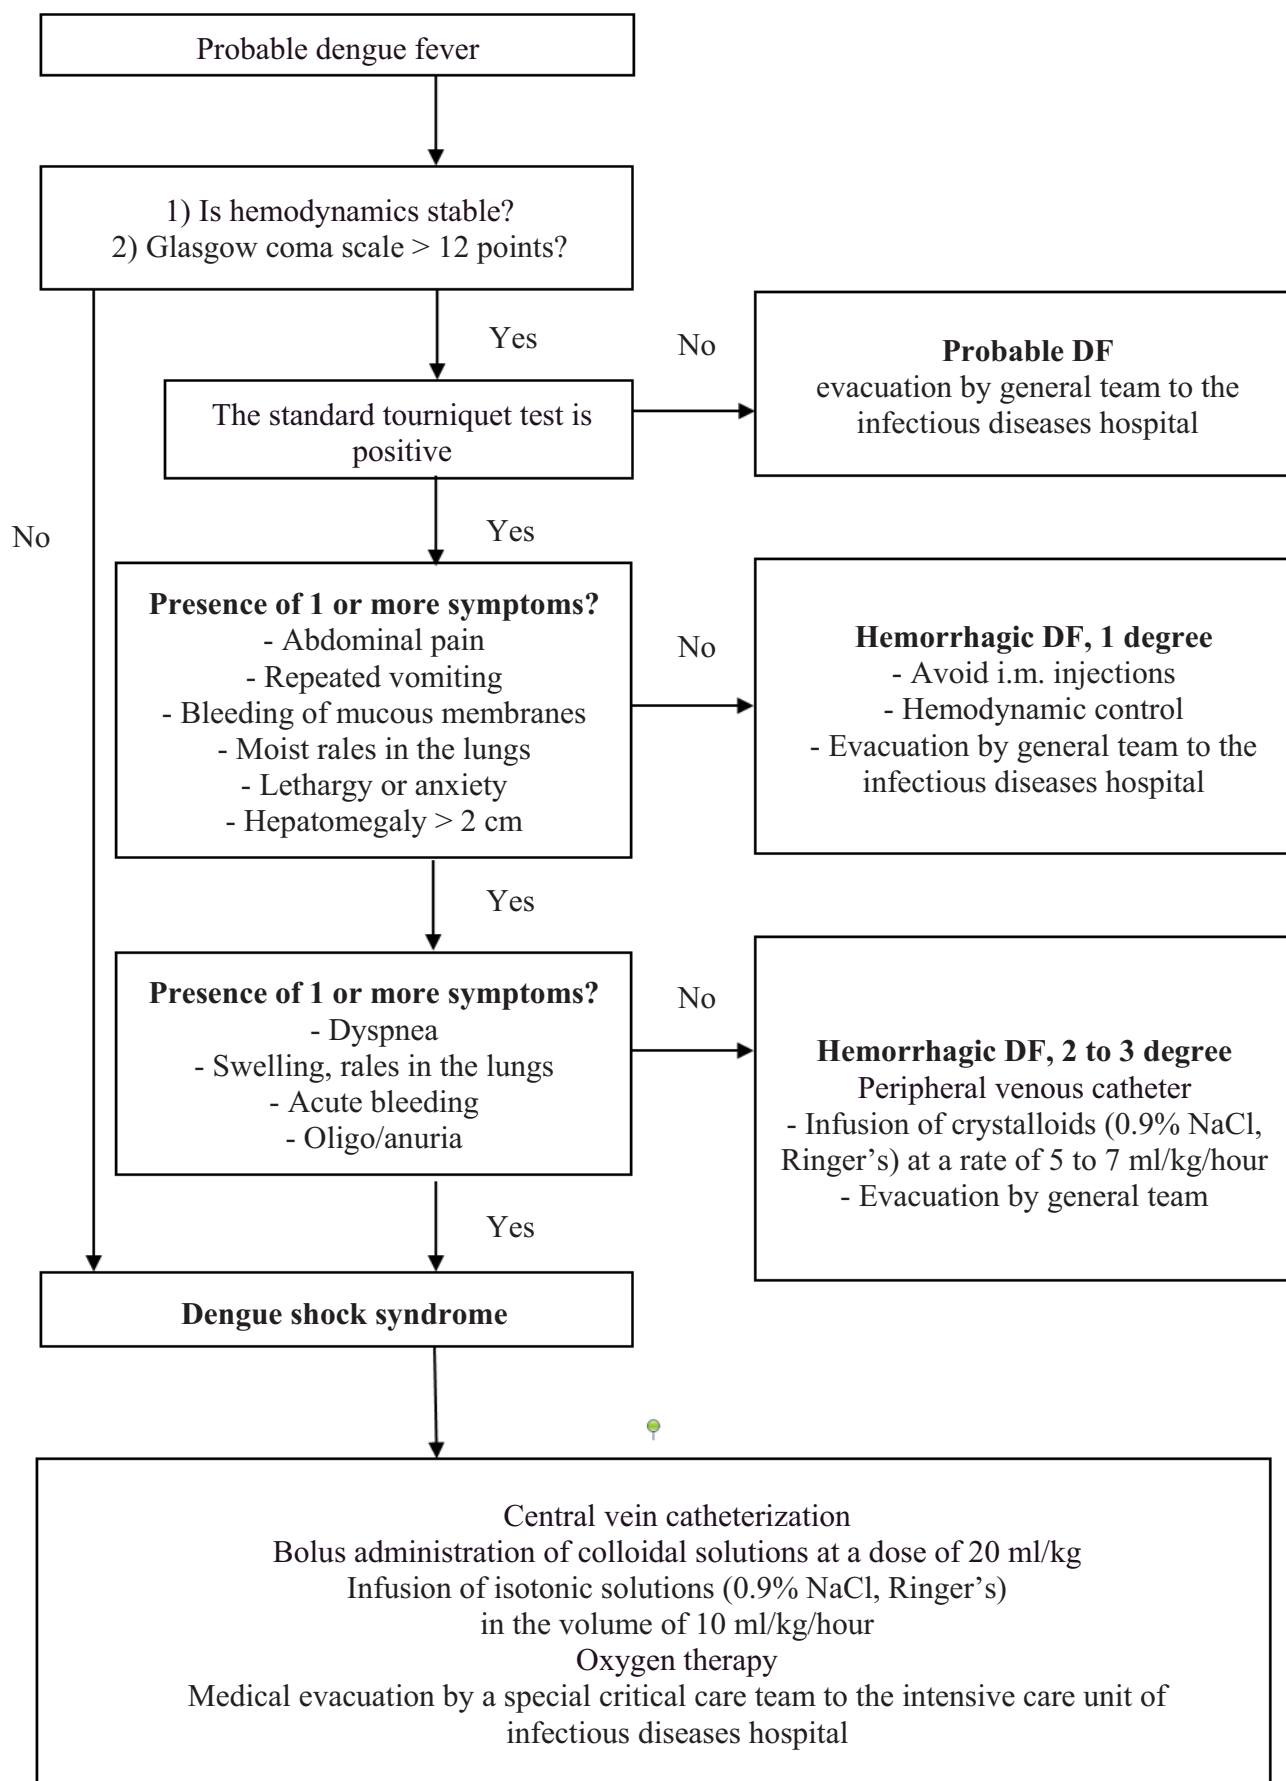 Probable dengue fever
1) Is hemodynamics stable?
2) Glasgow coma scale > 12 points?
Yes
No
Probable DF
evacuation by general team to the
infectious diseases hospital
The standard tourniquet test is
positive
No
Yes
Presence of 1 or more symptoms?
- Abdominal pain
- Repeated vomiting
- Bleeding of mucous membranes
- Moist rales in the lungs
- Lethargy or anxiety
- Hepatomegaly > 2 cm
No
Hemorrhagic DF, 1 degree
- Avoid i.m. injections
- Hemodynamic control
- Evacuation by general team to the
infectious diseases hospital
Yes
Presence of 1 or more symptoms?
- Dyspnea
- Swelling, rales in the lungs
- Acute bleeding
- Oligo/anuria
No
Hemorrhagic DF, 2 to 3 degree
Peripheral venous catheter
- Infusion of crystalloids (0.9% NaCl,
Ringer’s) at a rate of 5 to 7 ml/kg/hour
- Evacuation by general team
Yes
Dengue shock syndrome
Central vein catheterization
Bolus administration of colloidal solutions at a dose of 20 ml/kg
Infusion of isotonic solutions (0.9% NaCl, Ringer’s)
in the volume of 10 ml/kg/hour
Oxygen therapy
Medical evacuation by a special critical care team to the intensive care unit of
infectious diseases hospital